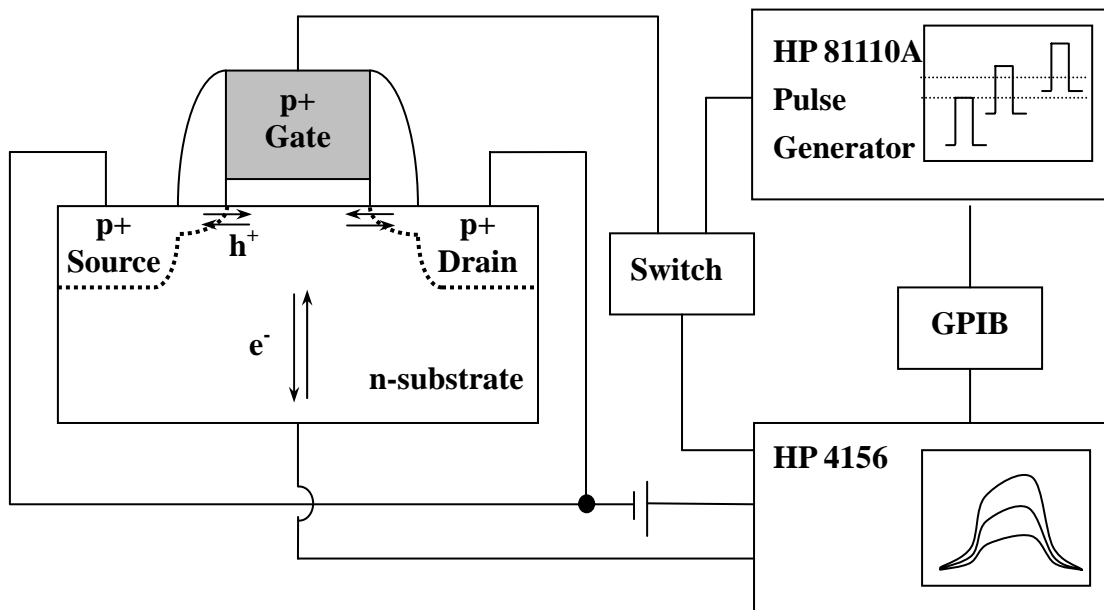 p+
Gate
p+
Source
h+
p+
Drain
e-
n-substrate
Switch
HP 81110A
Pulse
Generator
GPIB
HP 4156